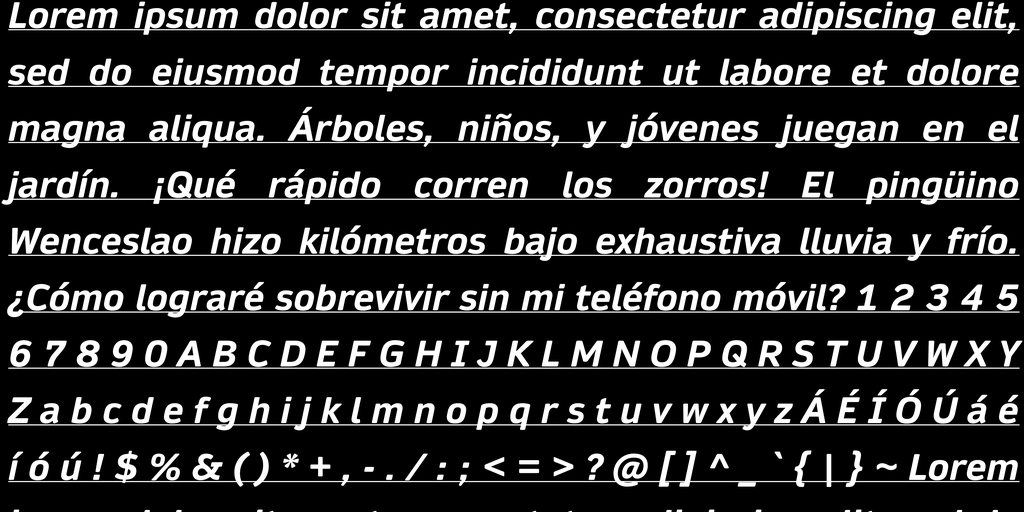 Lorem ipsum dolor sit amet, consectetur adipiscing elit,
sed do eiusmod tempor incididunt ut labore et dolore
magna aliqua. Árboles, niños, y jóvenes juegan en el
jardín. ¡Qué rápido corren los zorros! El pingüino
Wenceslao hizo kilómetros bajo exhaustiva lluvia y frío.
¿Cómo lograré sobrevivir sin mi teléfono móvil? 1 2 3 4 5
6 7 8 9 0 A B C D E F G H I J K L M N O P Q R S T U V W X Y
Z a b c d e f g h i j k l m n o p q r s t u v w x y z Á É Í Ó Ú á é
í ó ú ! $ % & ( ) * + , - . / : ; < = > ? @ [ ] ^ _ ` { | } ~ Lorem